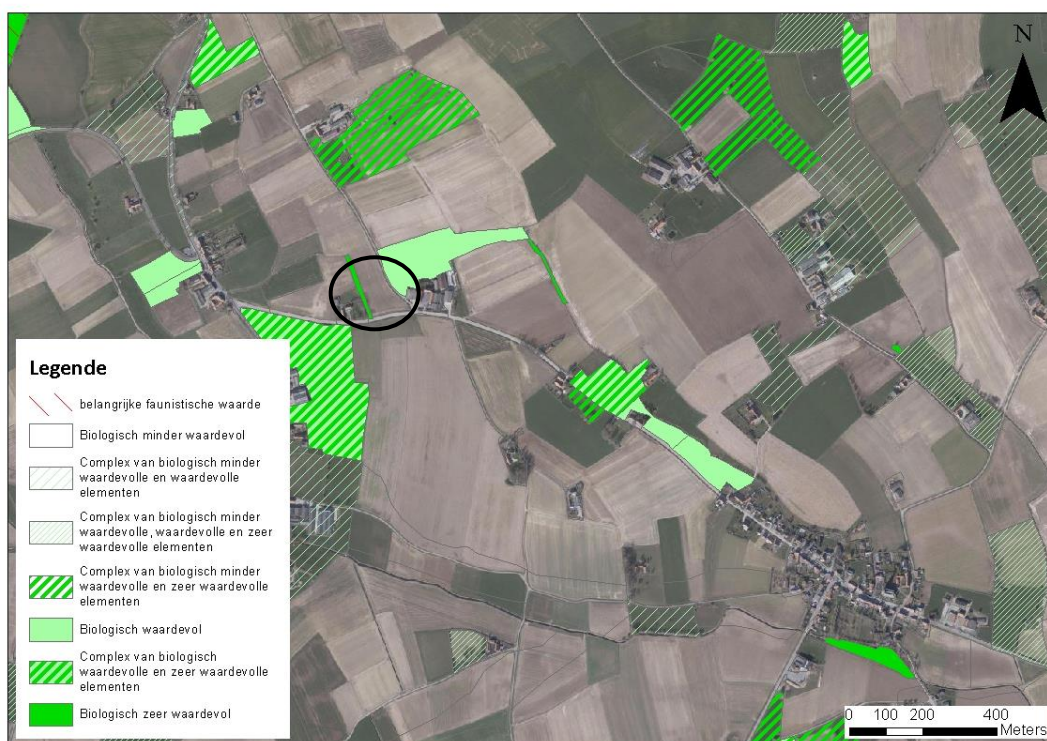 N
Legende
belangrijke faunistische waarde
Biologisch minder waardevol
Complex van biologisch minder
waardevolle en waardevolle
elementen
Complex van biologisch minder
waardevolle, waardevolle en zeer
waardevolle elementen
Complex van biologisch minder
waardevolle en zeer waardevolle
elementen
Biologisch waardevol
Complex van biologisch
waardevolle en zeer waardevolle
elementen
Biologisch zeer waardevol
0 100 200 400
Meters